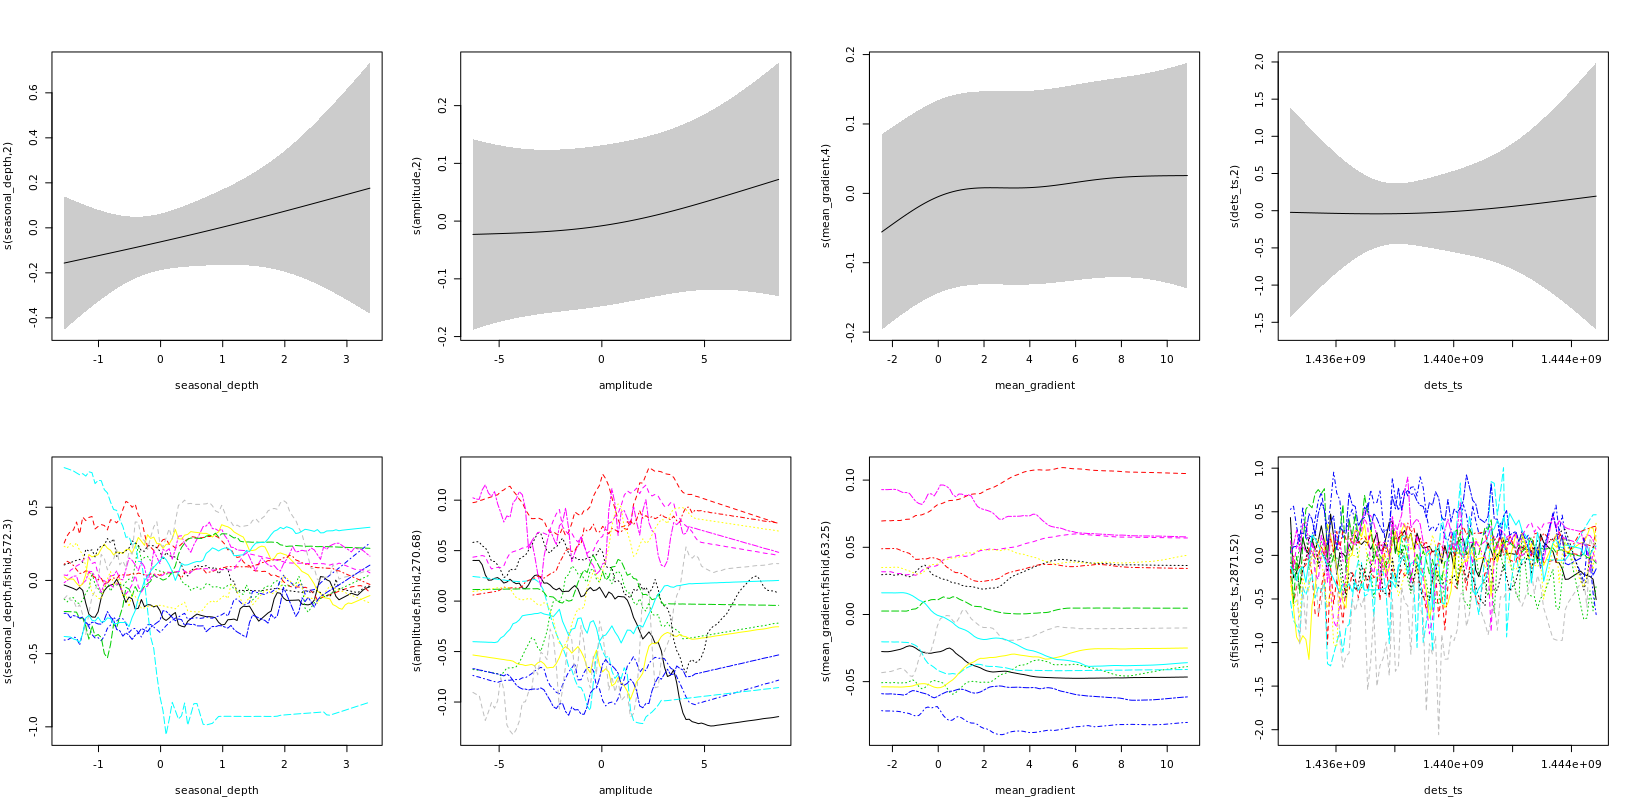 s(seasonal_depth,2)
-0.4 -0.2 0.0 0.2 0.4 0.6
-1 0 1 2 3
seasonal_depth
s(amplitude,2)
-0.2 -0.1 0.0 0.1 0.2
-5 0 5
amplitude
s(mean_gradient,4)
-0.2 -0.1 0.0 0.1 0.2
-2 0 2 4 6 8 10
mean_gradient
s(dets_ts,2)
-1.5 -1.0 -0.5 0.0 0.5 1.0 1.5 2.0
1.436e+09 1.440e+09 1.444e+09
dets_ts
s(seasonal_depth,fishid,572.3)
-1.0 -0.5 0.0 0.5
-1 0 1 2 3
seasonal_depth
s(amplitude,fishid,270.68)
-0.10 -0.05 0.00 0.05 0.10
-5 0 5
amplitude
s(mean_gradient,fishid,63.25)
-0.05 0.00 0.05 0.10
-2 0 2 4 6 8 10
mean_gradient
s(fishid,dets_ts,2871.52)
-2.0 -1.5 -1.0 -0.5 0.0 0.5 1.0
1.436e+09 1.440e+09 1.444e+09
dets_ts